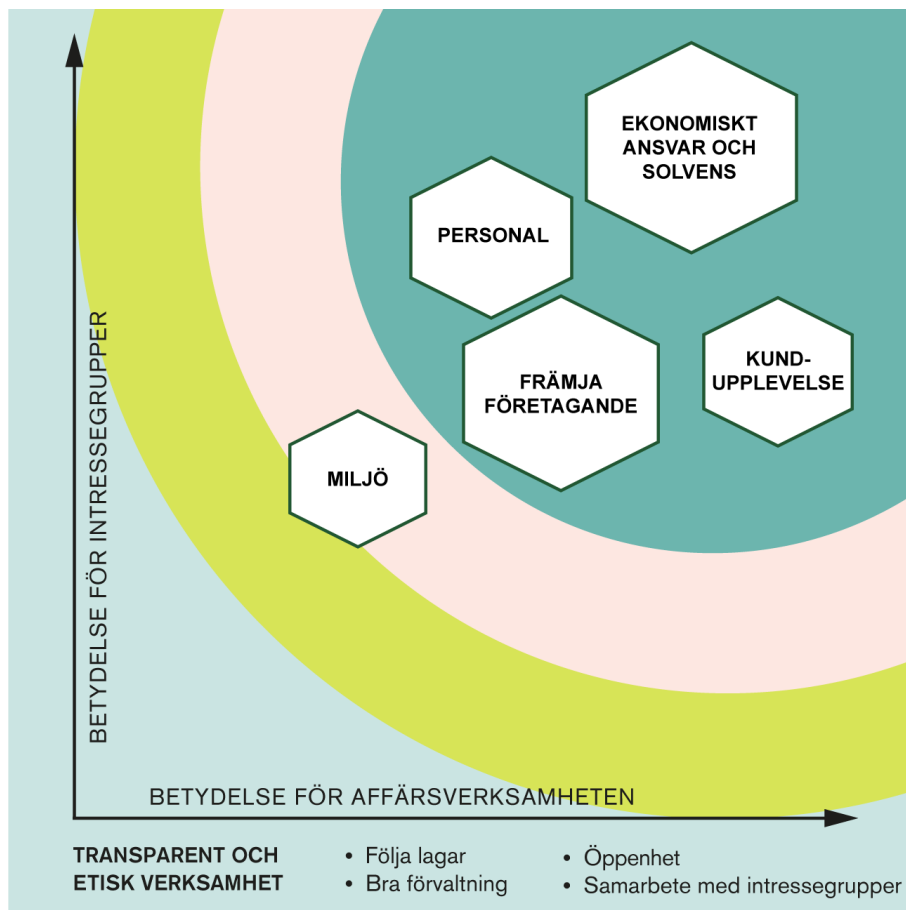 EKONOMISKT
ANSVAR OCH
SOLVENS
PERSONAL
KUND-
UPPLEVELSE
FRÄMJA
FÖRETAGANDE
MILJÖ
BETYDELSE FÖR INTRESSEGRUPPER
BETYDELSE FÖR AFFÄRSVERKSAMHETEN
TRANSPARENT OCH
ETISK VERKSAMHET
• Följa lagar
• Bra förvaltning
• Öppenhet
• Samarbete med intressegrupper